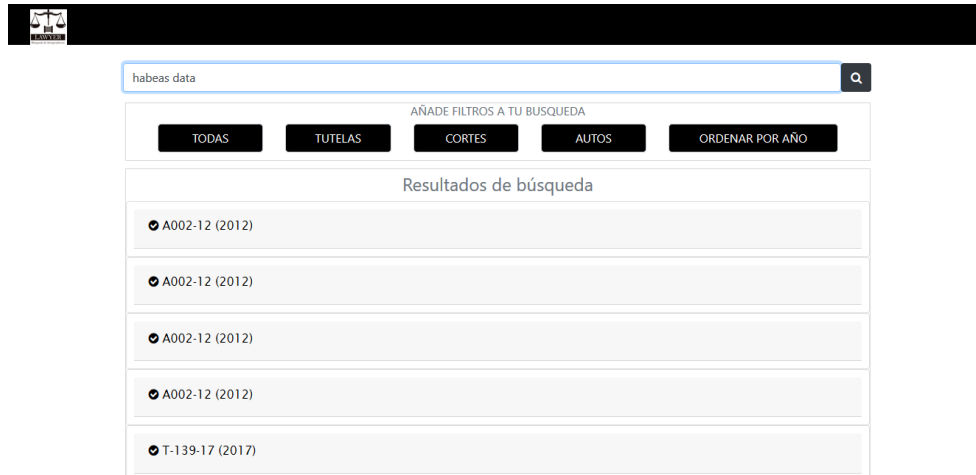 LAWYER
habeas data
AÑADE FILTROS A TU BUSQUEDA
TODAS TUTELAS CORTES AUTOS ORDENAR POR AÑO
Resultados de búsqueda
A002-12 (2012)
A002-12 (2012)
A002-12 (2012)
A002-12 (2012)
T-139-17 (2017)